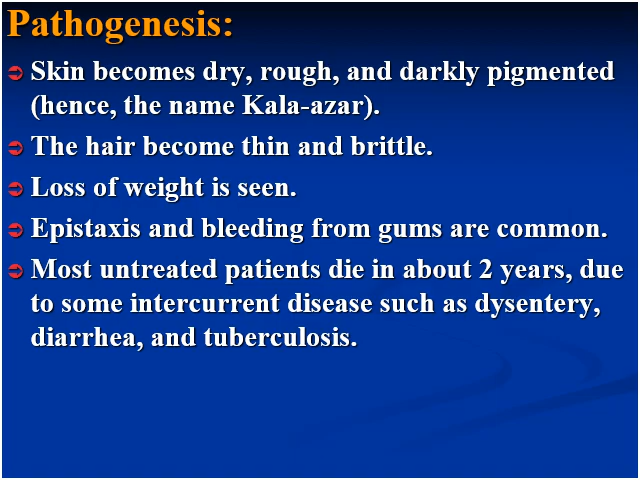 Pathogenesis:
Skin becomes dry, rough, and darkly pigmented
(hence, the name Kala-azar).
The hair become thin and brittle.
Loss of weight is seen.
Epistaxis and bleeding from gums are common.
Most untreated patients die in about 2 years, due
to some intercurrent disease such as dysentery,
diarrhea, and tuberculosis.